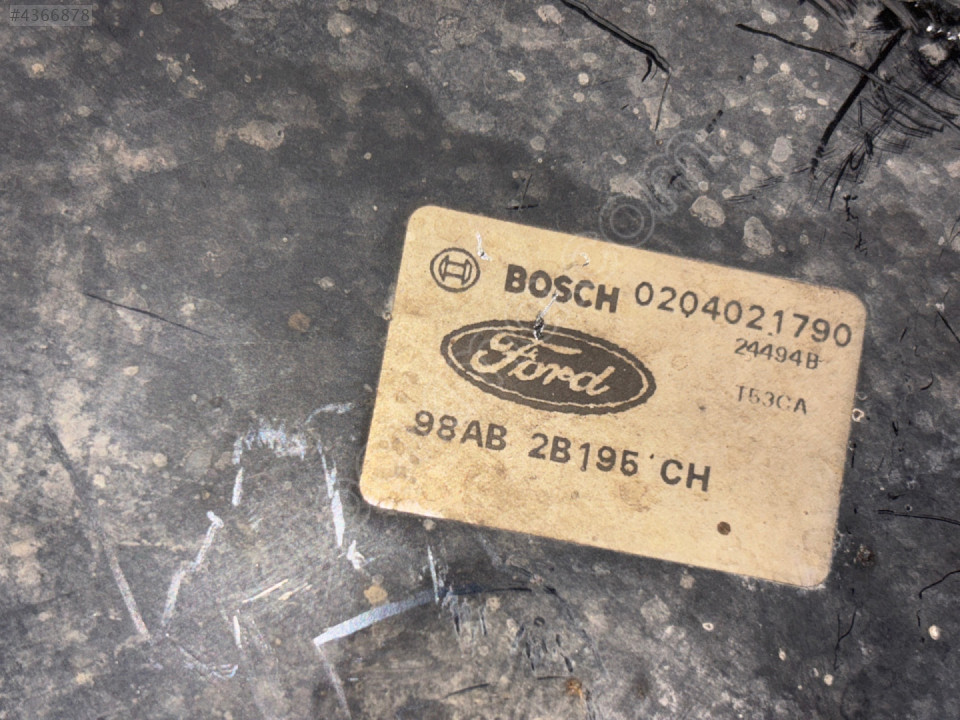 #4366878
BOSCH 0204021790
24494B
Ford
T53CA
98AB 2B195 CH